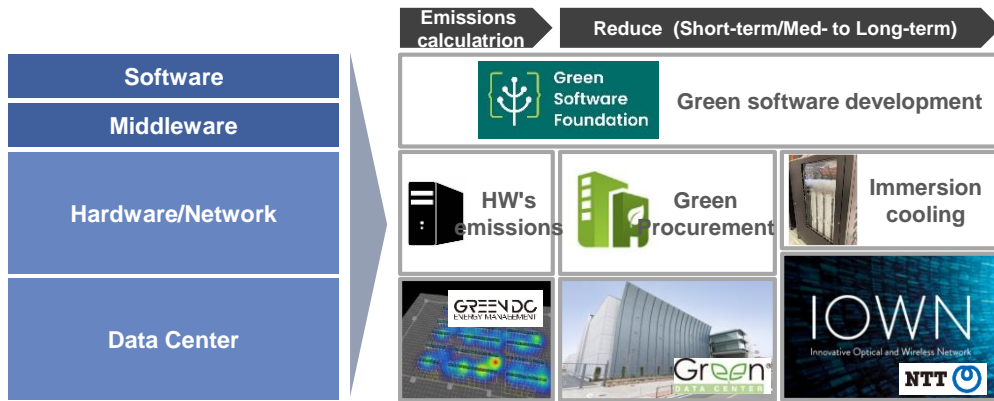 Emissions
calculatrion
Reduce (Short-term/Med- to Long-term)
Software
Middleware
Hardware/Network
Data Center
Green
Software
Foundation
Green software development
HW's
emissions
Green
Procurement
Immersion
cooling
GREEN DC
ENERGY MANAGEMENT
Green®
DATA CENTER
IOWN
Innovative Optical and Wireless Network
NTT